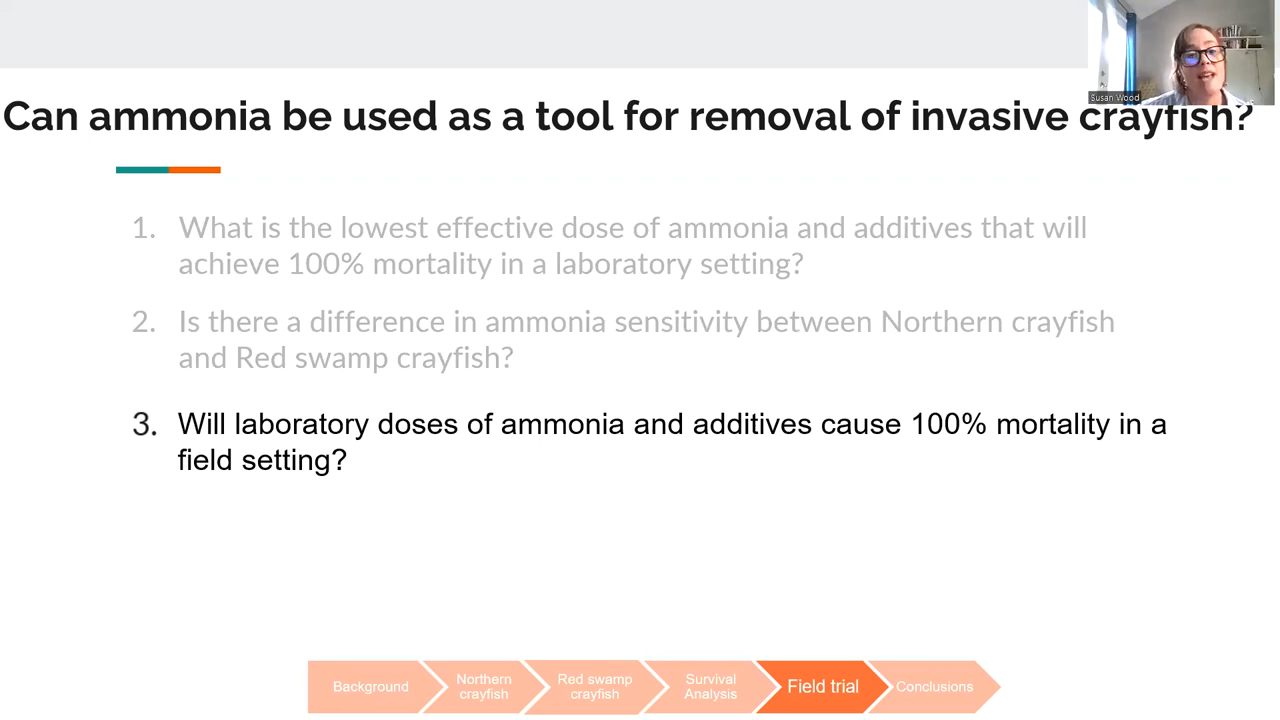 Susan Wood
Can ammonia be used as a tool for removal of invasive crayfish?
1. What is the lowest effective dose of ammonia and additives that will
achieve 100% mortality in a laboratory setting?
2. Is there a difference in ammonia sensitivity between Northern crayfish
and Red swamp crayfish?
3. Will laboratory doses of ammonia and additives cause 100% mortality in a
field setting?
Background
Northern
crayfish
Red swamp
crayfish
Survival
Analysis
Field trial
Conclusions